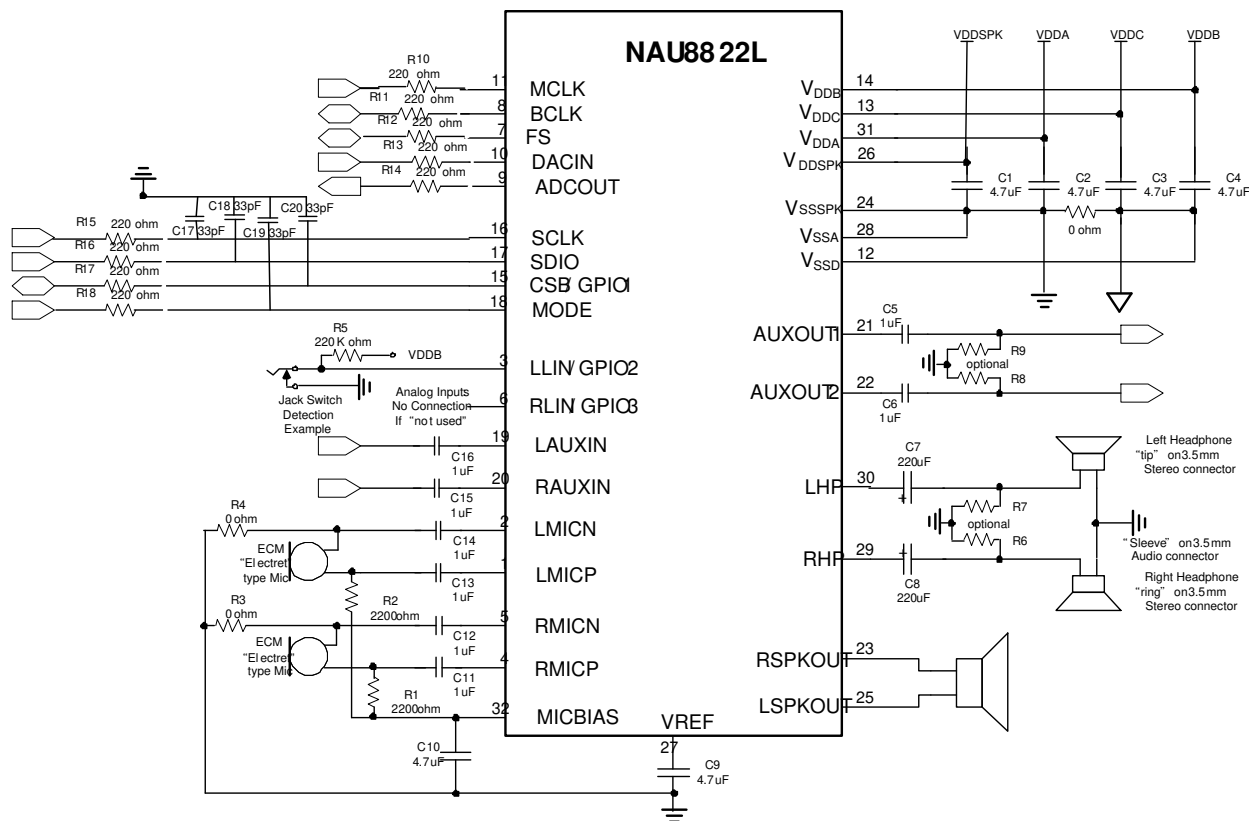 NAU8822L
VDDSPK VDDA VDDC VDDB
R10
220 ohm
11 MCLK
R11
220 ohm
8 BCLK
R12
220 ohm
7 FS
R13
220 ohm
10 DACIN
R14
220 ohm
9 ADCOUT
C18 33pF C20 33pF
C17 33pF C19 33pF
R15
220 ohm
16 SCLK
R16
220 ohm
17 SDIO
R17
220 ohm
15 CSB/GPIO1
R18
220 ohm
18 MODE
R5
220K ohm
VDDB
3 LLIN/GPIO2
Jack Switch
Detection
Example
Analog Inputs
No Connection
If "not used"
6 RLIN/GPIO3
19 LAUXIN
C16
1uF
20 RAUXIN
C15
1uF
R4
0 ohm
2 LMICN
C14
1uF
ECM
"Electret"
type Mic
1 LMICP
C13
1uF
R3
0 ohm
R2
2200ohm
5 RMICN
C12
1uF
ECM
"Electret"
type Mic
4 RMICP
C11
1uF
R1
2200ohm
32 MICBIAS
C10
4.7uF
VREF
27
C9
4.7uF
VDDB 14
VDDC 13
VDDA 31
VDDSPK 26
C1
4.7uF
C2
4.7uF
C3
4.7uF
C4
4.7uF
VSSSPK 24
0 ohm
VSSA 28
VSSD 12
AUXOUT1 21
C5
1uF
R9
optional
R8
AUXOUT2 22
C6
1uF
LHP 30
C7
220uF
+
R7
optional
R6
RHP 29
+
C8
220uF
Left Headphone
"tip" on3.5mm
Stereo connector
"Sleeve" on3.5mm
Audio connector
Right Headphone
"ring" on3.5mm
Stereo connector
RSPKOUT 23
LSPKOUT 25